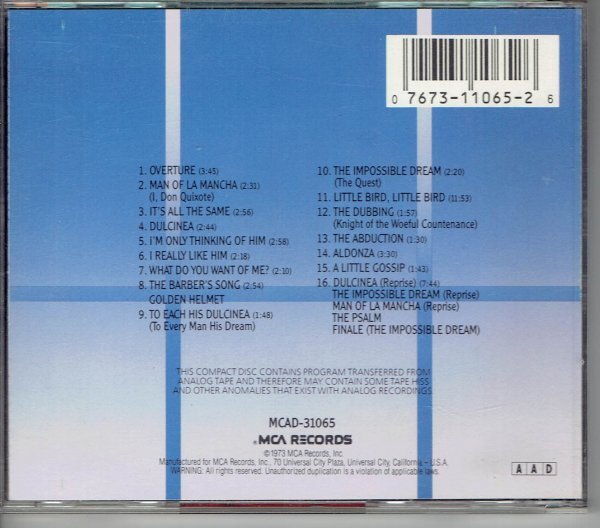 0 7673-11065-2 6
1. OVERTURE (3:45)
2. MAN OF LA MANCHA (2:31)
(I, Don Quixote)
3. IT'S ALL THE SAME (2:56)
4. DULCINEA (2:44)
5. i'M ONLY THINKING OF HIM (2:58)
6. I REALLY LIKE HIM (2:18)
7. WHAT DO YOU WANT OF ME? (2:10)
8. THE BARBER'S SONG (2:54)
GOLDEN HELMET
9. TO EACH HIS DULCINEA (1:48)
(To Every Man His Dream)
10. THE IMPOSSIBLE DREAM (2:20)
(The Quest)
11. LITTLE BIRD, LITTLE BIRD (11:53)
12. THE DUBBING (1:57)
(Knight of the Woeful Countenance)
13. THE ABDUCTION (1:30)
14. ALDONZA (3:30)
15. A LITTLE GOSSIP (1:43)
16. DULCINEA (Reprise) (7:44)
THE IMPOSSIBLE DREAM (Reprise)
MAN OF LA MANCHA (Reprise)
THE PSALM
FINALE (THE IMPOSSIBLE DREAM)
THIS COMPACT DISC CONTAINS PROGRAM TRANSFERRED FROM
ANALOG TAPE AND THEREFORE MAY CONTAIN SOME TAPE HISS
AND OTHER ANOMALIES THAT EXIST WITH ANALOG RECORDINGS.
MCAD-31065
MCA RECORDS
©1973 MCA Records, Inc.
Manufactured for MCA Records, Inc., 70 Universal City Plaza, Universal City, California - U.S.A.
WARNING: All rights reserved. Unauthorized duplication is a violation of applicable laws.
A A D